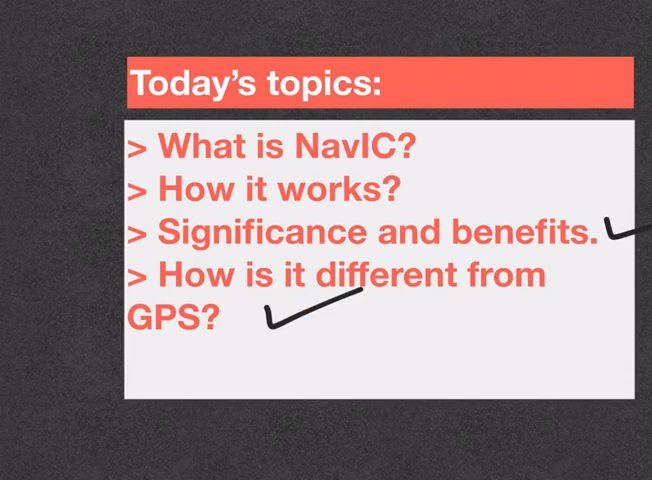 Today's topics:
> What is NavIC?
> How it works?
> Significance and benefits.
> How is it different from
GPS?